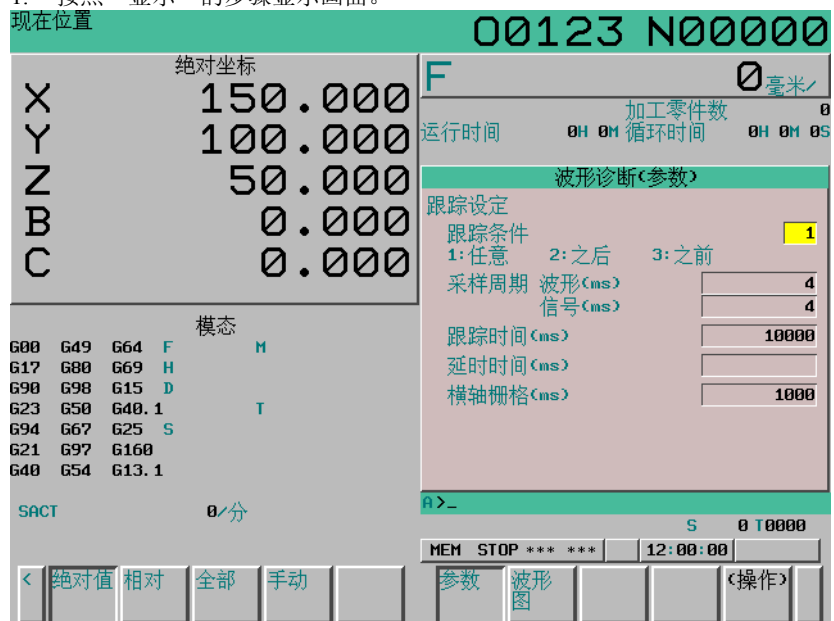 现在位置
O0123 N00000
绝对坐标
X 150.000
Y 100.000
Z 50.000
B 0.000
C 0.000
F 0毫米/
加工零件数 0
运行时间 0H 0M 循环时间 0H 0M 0S
波形诊断(参数)
跟踪设定
跟踪条件 1
1:任意 2:之后 3:之前
采样周期 波形(ms) 4
信号(ms) 4
跟踪时间(ms) 10000
延时时间(ms)
横轴栅格(ms) 1000
模态
G00 G49 G64 F M
G17 G80 G69 H
G90 G98 G15 D
G23 G50 G40.1 T
G94 G67 G25 S
G21 G97 G160
G40 G54 G13.1
SACT 0/分
A>_
S 0 T0000
MEM STOP *** *** 12:00:00
< 绝对值 相对 全部 手动 参数 波形图 (操作)